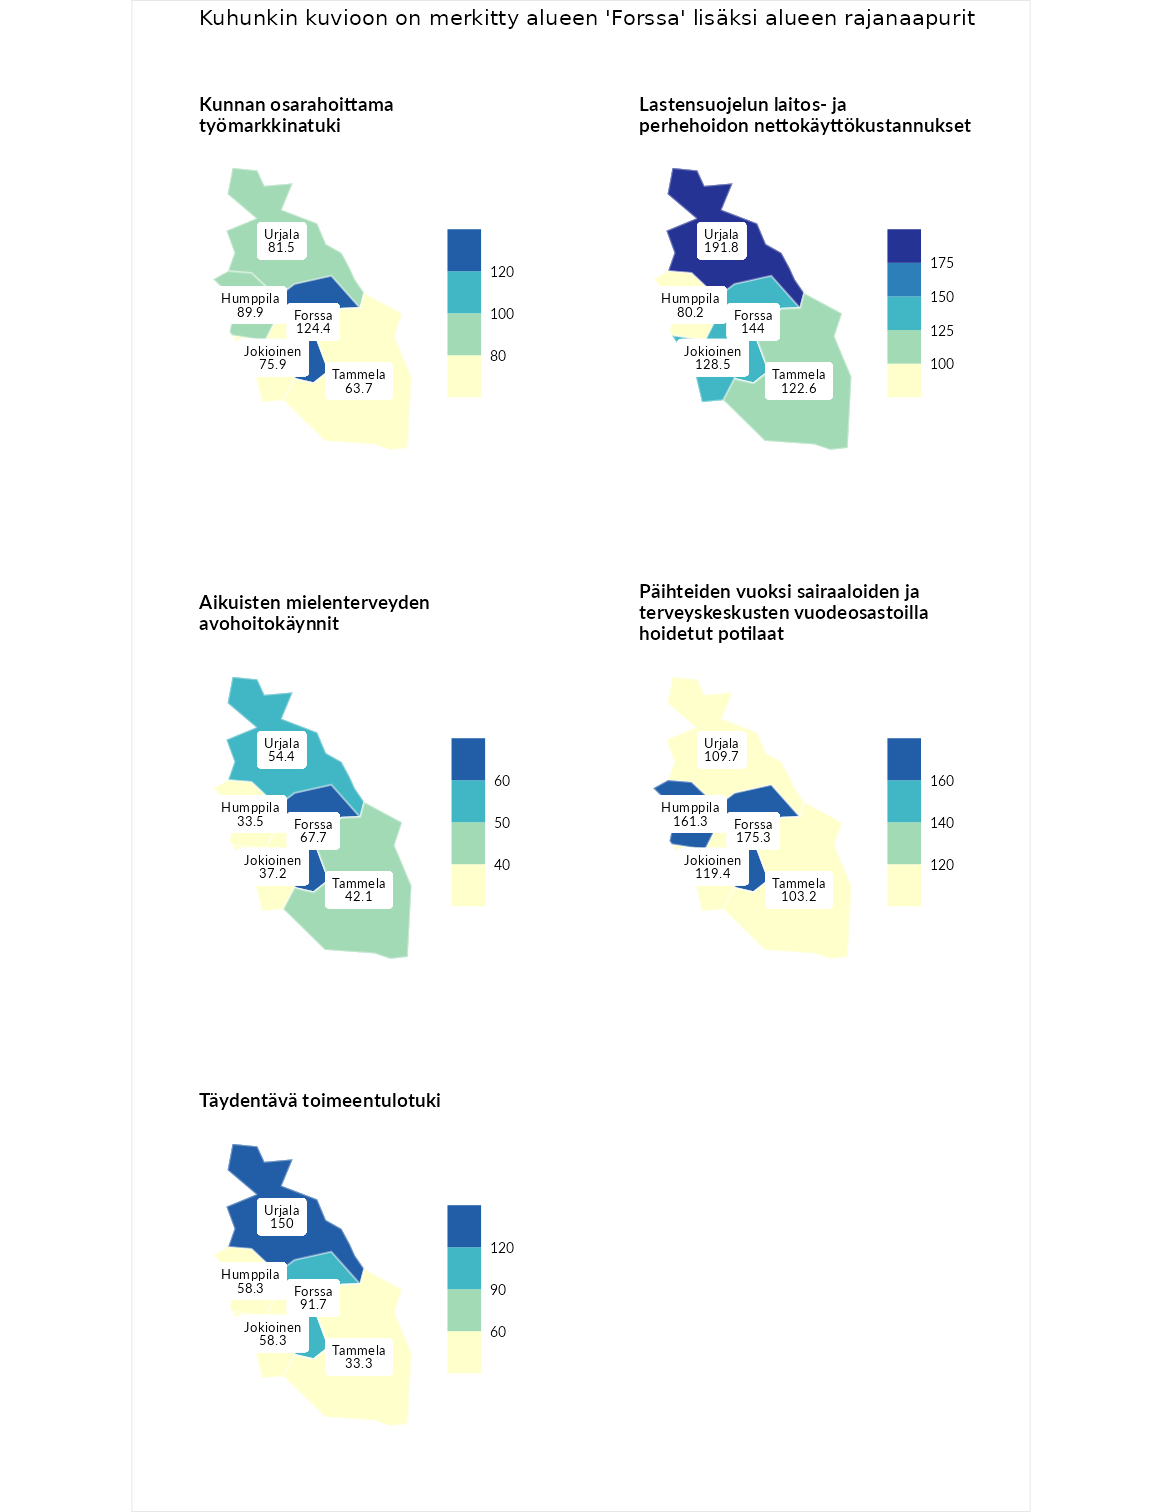 Kuhunkin kuvioon on merkitty alueen 'Forssa' lisäksi alueen rajanaapurit
Kunnan osarahoittama
työmarkkinatuki
Urjala
81.5
Humppila
89.9
Forssa
124.4
Jokioinen
75.9
Tammela
63.7
120
100
80
Lastensuojelun laitos- ja
perhehoidon nettokäyttökustannukset
Urjala
191.8
Humppila
80.2
Forssa
144
Jokioinen
128.5
Tammela
122.6
175
150
125
100
Aikuisten mielenterveyden
avohoitokäynnit
Urjala
54.4
Humppila
33.5
Forssa
67.7
Jokioinen
37.2
Tammela
42.1
60
50
40
Päihteiden vuoksi sairaaloiden ja
terveyskeskusten vuodeosastoilla
hoidetut potilaat
Urjala
109.7
Humppila
161.3
Forssa
175.3
Jokioinen
119.4
Tammela
103.2
160
140
120
Täydentävä toimeentulotuki
Urjala
150
Humppila
58.3
Forssa
91.7
Jokioinen
58.3
Tammela
33.3
120
90
60